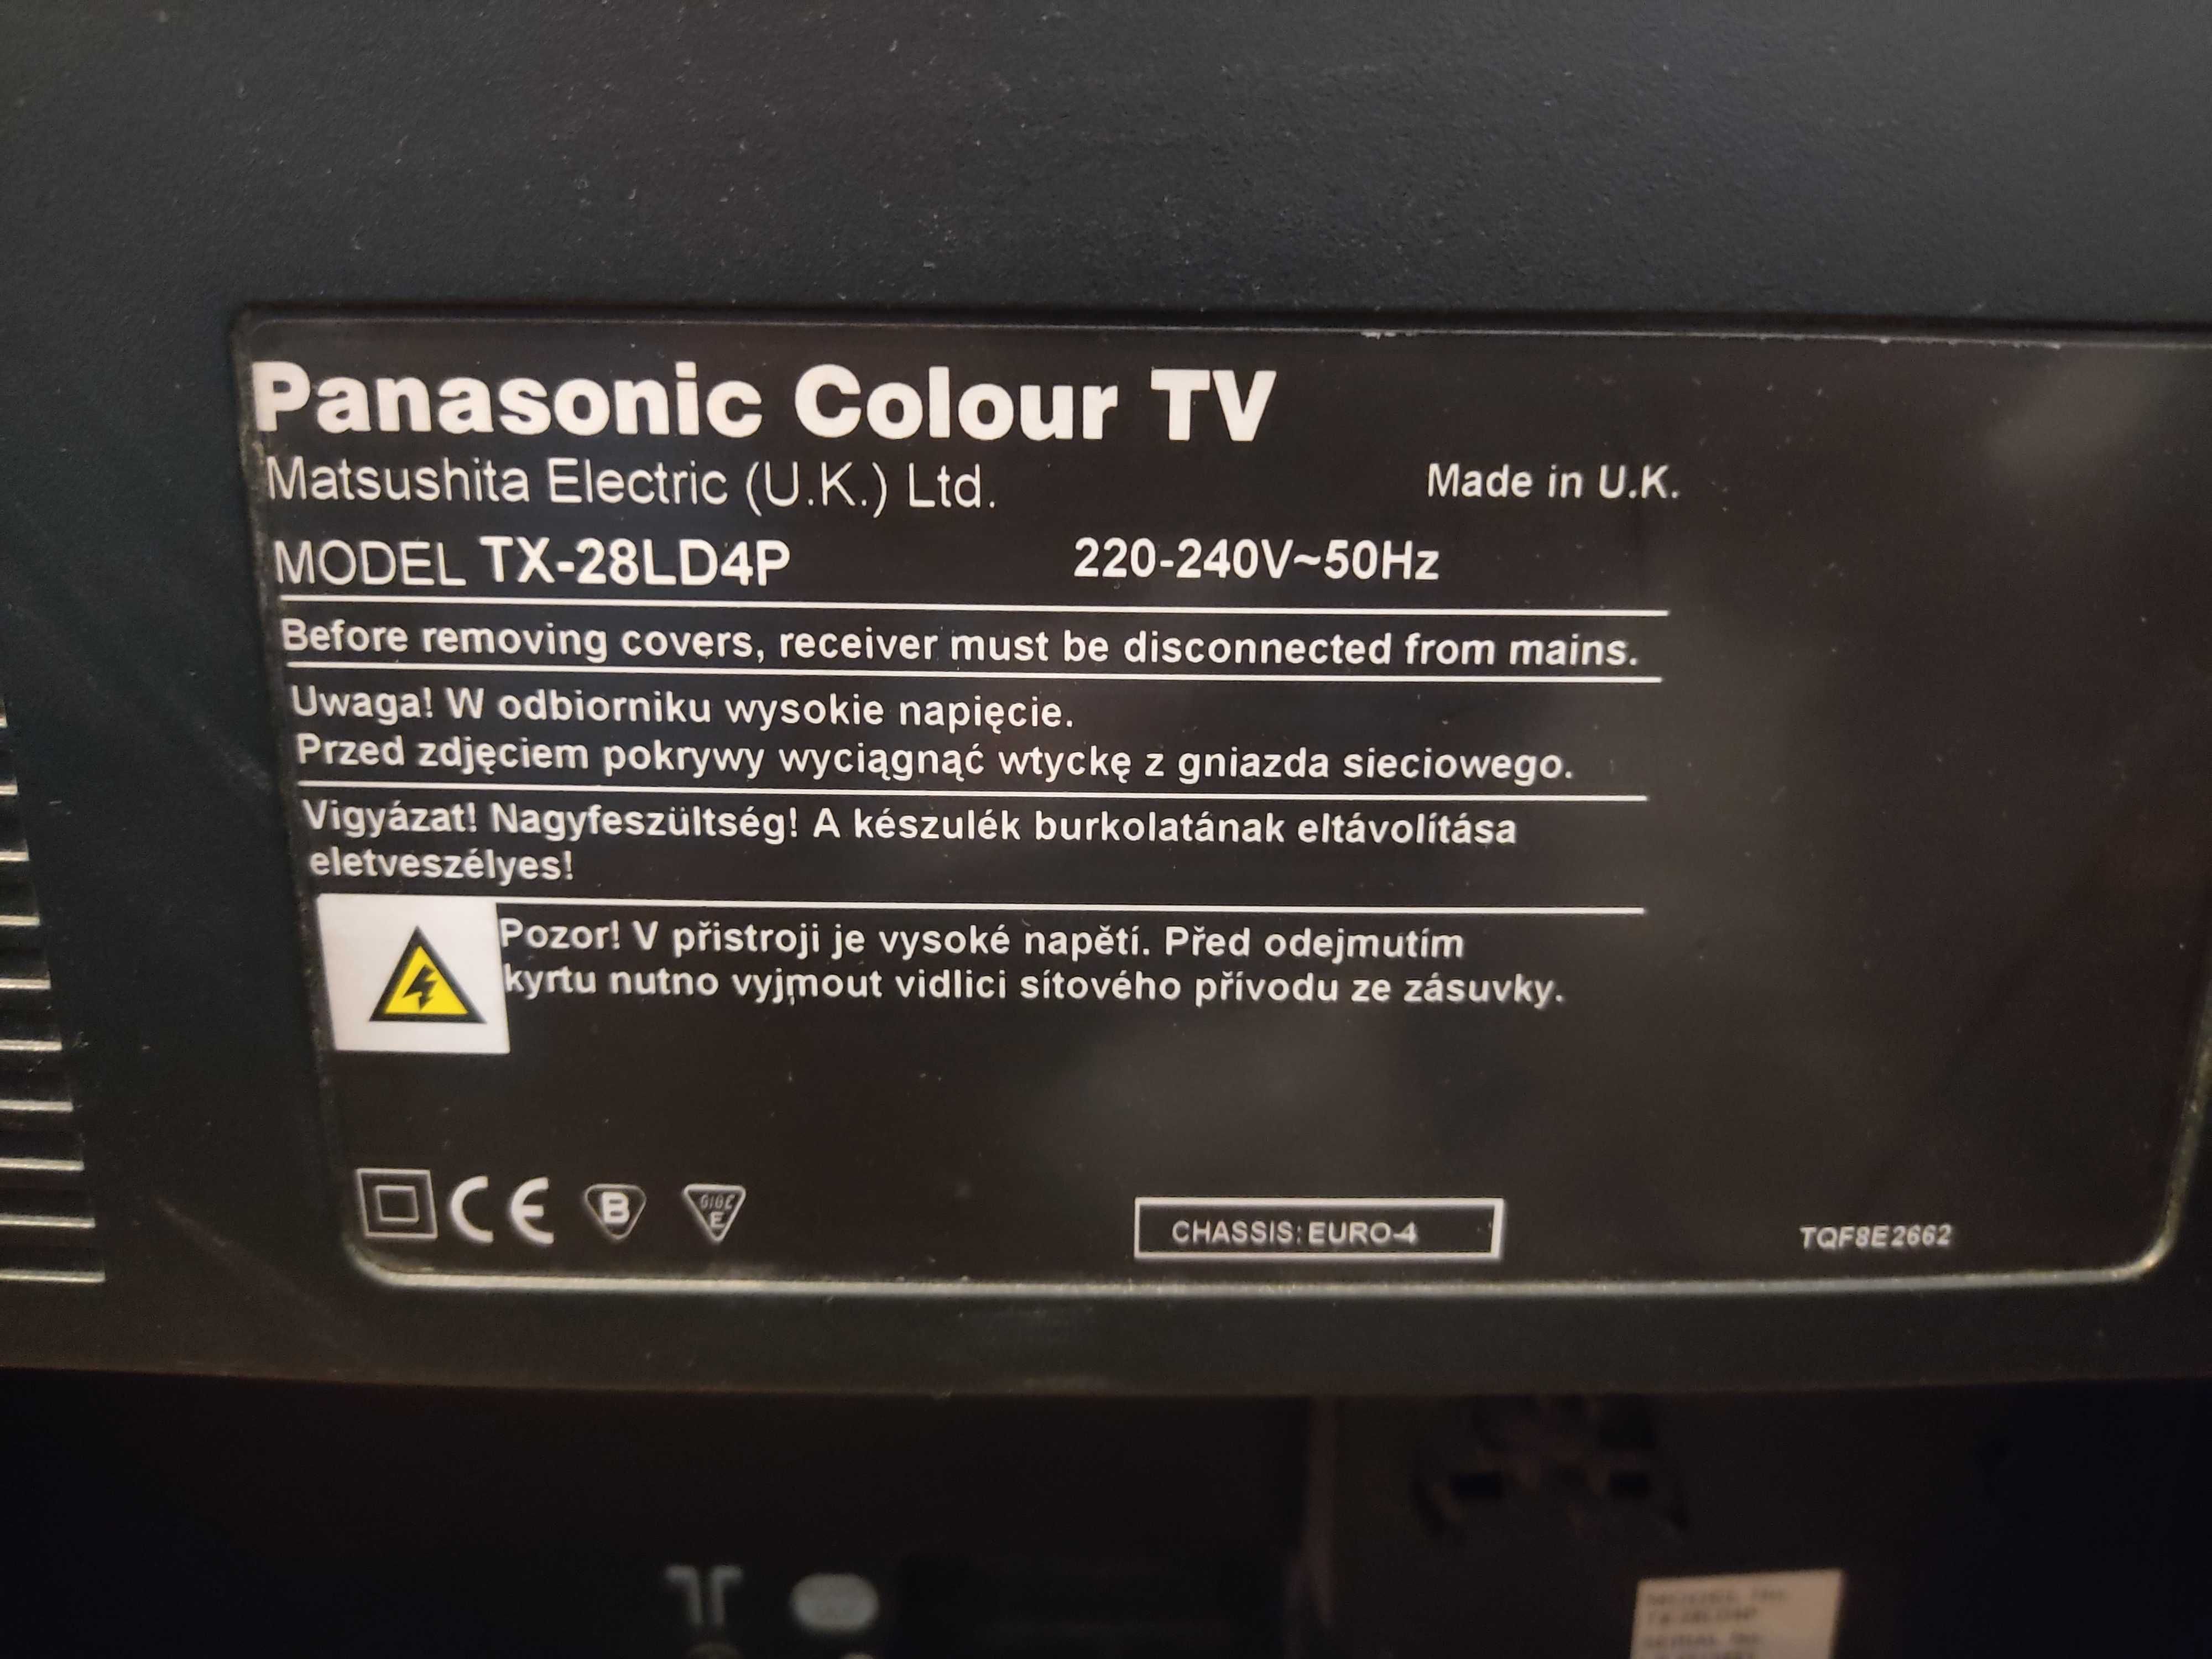 Panasonic Colour TV
Matsushita Electric (U.K.) Ltd.
Made in U.K.
MODEL TX-28LD4P
220-240V~50Hz
Before removing covers, receiver must be disconnected from mains.
Uwaga! W odbiorniku wysokie napięcie.
Przed zdjęciem pokrywy wyciągnąć wtyckę z gniazda sieciowego.
Vigyázat! Nagyfeszültség! A készulék burkolatának eltávolítása
eletveszélyes!
Pozor! V přistroji je vysoké napětí. Před odejmutím
kyrtu nutno vyjmout vidlici sítového přívodu ze zásuvky.
CE
B
E
CHASSIS: EURO-4
TQF8E2662
TX-28LD4P